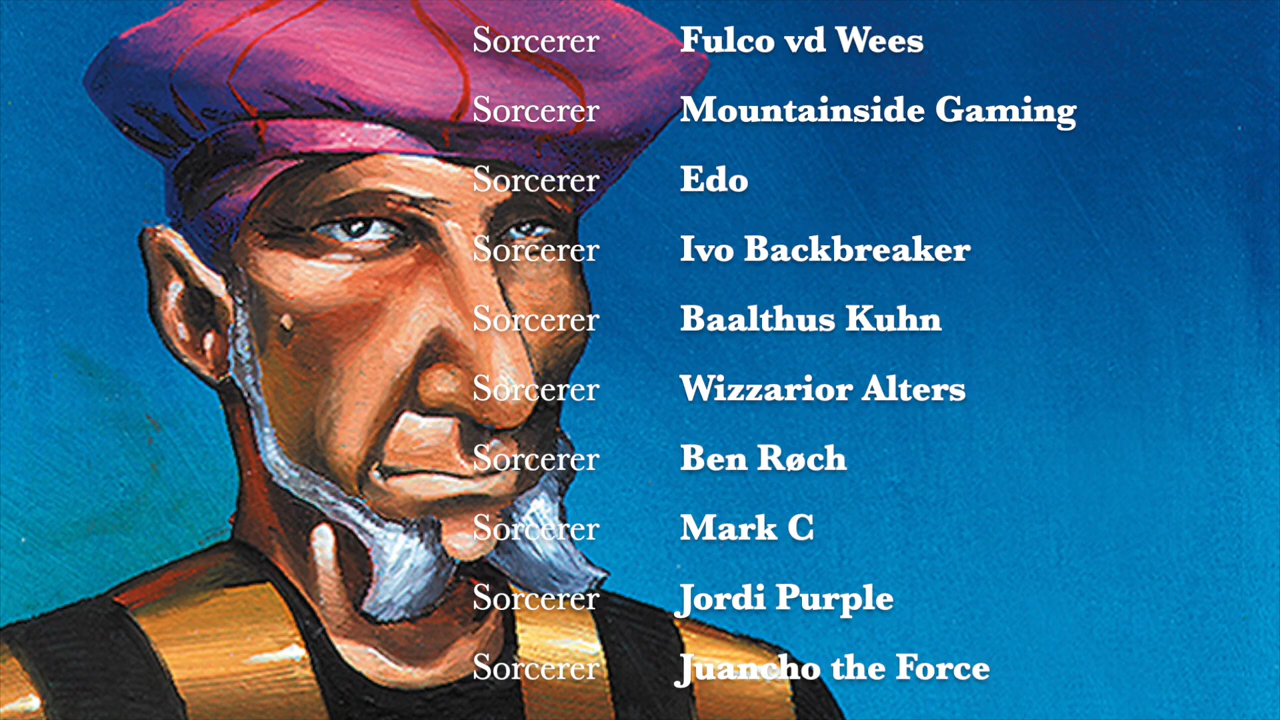 Sorcerer Fulco vd Wees
Sorcerer Mountainside Gaming
Sorcerer Edo
Sorcerer Ivo Backbreaker
Sorcerer Baalthus Kuhn
Sorcerer Wizzarior Alters
Sorcerer Ben Røch
Sorcerer Mark C
Sorcerer Jordi Purple
Sorcerer Juancho the Force